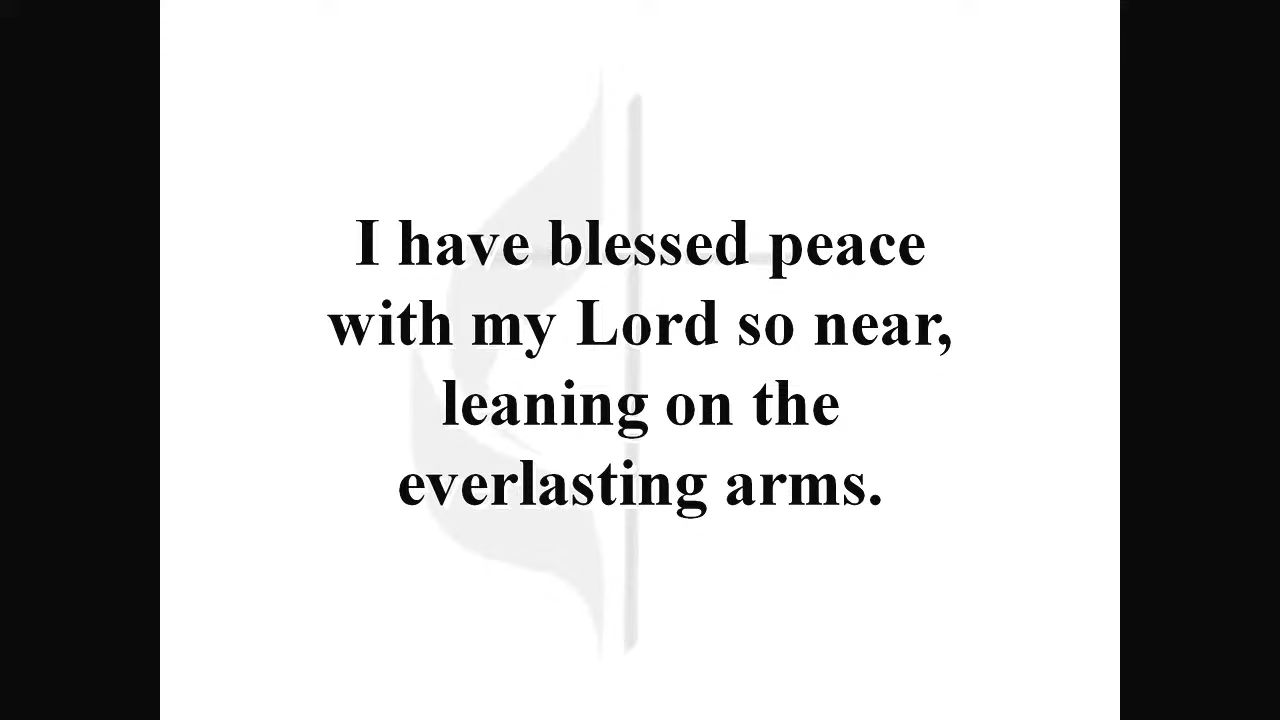 I have blessed peace
with my Lord so near,
leaning on the
everlasting arms.